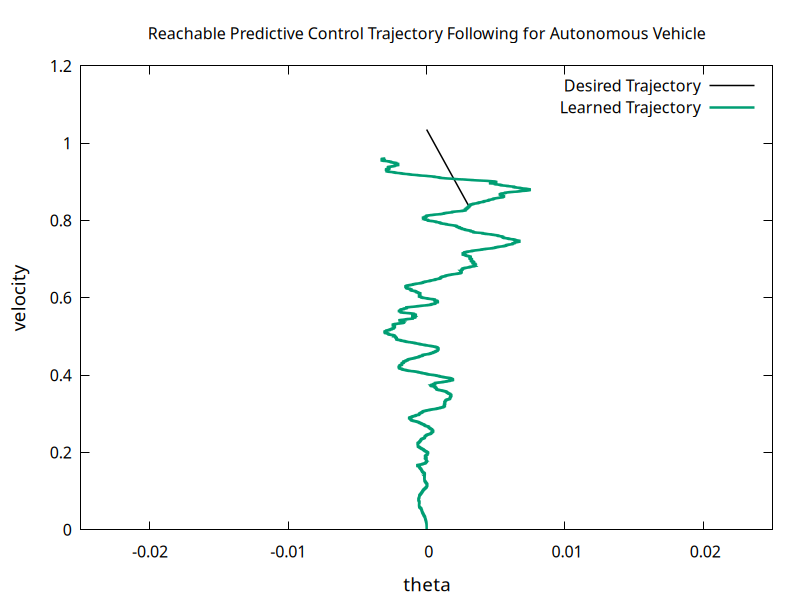 Reachable Predictive Control Trajectory Following for Autonomous Vehicle
Desired Trajectory
Learned Trajectory
velocity
1.2
1
0.8
0.6
0.4
0.2
0
-0.02
-0.01
0
0.01
0.02
theta